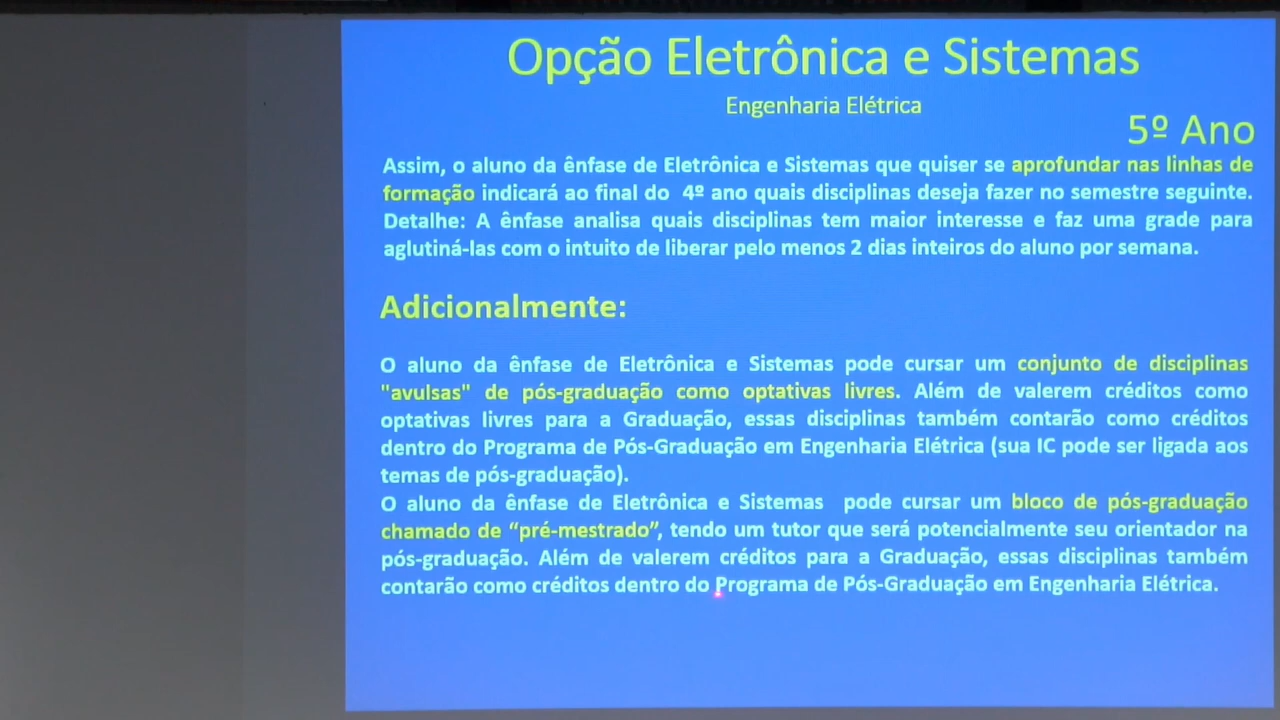 Opção Eletrônica e Sistemas
Engenharia Elétrica
5º Ano
Assim, o aluno da ênfase de Eletrônica e Sistemas que quiser se aprofundar nas linhas de
formação indicará ao final do 4º ano quais disciplinas deseja fazer no semestre seguinte.
Detalhe: A ênfase analisa quais disciplinas tem maior interesse e faz uma grade para
aglutiná-las com o intuito de liberar pelo menos 2 dias inteiros do aluno por semana.
Adicionalmente:
O aluno da ênfase de Eletrônica e Sistemas pode cursar um conjunto de disciplinas
"avulsas" de pós-graduação como optativas livres. Além de valerem créditos como
optativas livres para a Graduação, essas disciplinas também contarão como créditos
dentro do Programa de Pós-Graduação em Engenharia Elétrica (sua IC pode ser ligada aos
temas de pós-graduação).
O aluno da ênfase de Eletrônica e Sistemas pode cursar um bloco de pós-graduação
chamado de “pré-mestrado”, tendo um tutor que será potencialmente seu orientador na
pós-graduação. Além de valerem créditos para a Graduação, essas disciplinas também
contarão como créditos dentro do Programa de Pós-Graduação em Engenharia Elétrica.